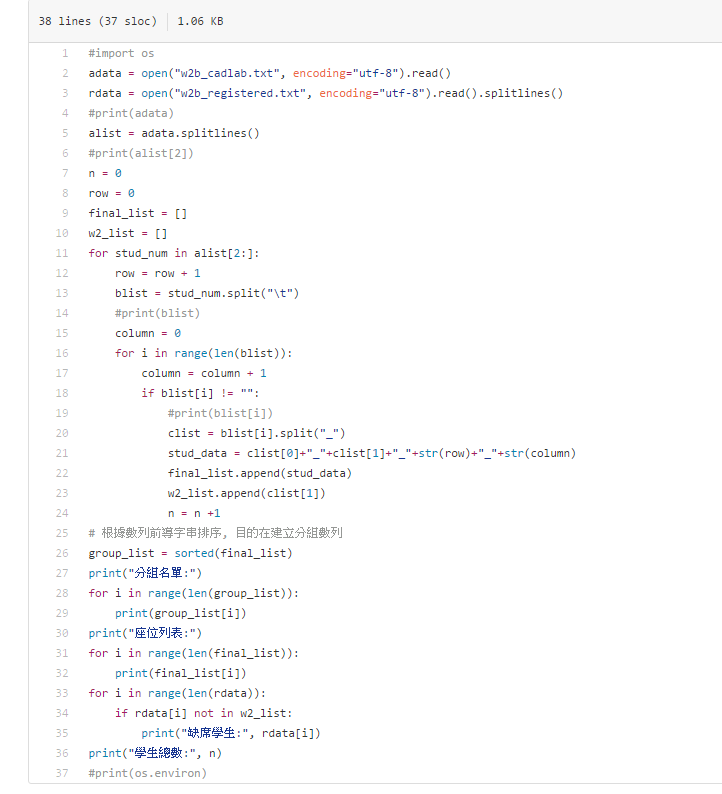 38 lines (37 sloc) 1.06 KB
1 #import os
2 adata = open("w2b_cadlab.txt", encoding="utf-8").read()
3 rdata = open("w2b_registered.txt", encoding="utf-8").read().splitlines()
4 #print(adata)
5 alist = adata.splitlines()
6 #print(alist[2])
7 n = 0
8 row = 0
9 final_list = []
10 w2_list = []
11 for stud_num in alist[2:]:
12     row = row + 1
13     blist = stud_num.split("\t")
14     #print(blist)
15     column = 0
16     for i in range(len(blist)):
17         column = column + 1
18         if blist[i] != "":
19             #print(blist[i])
20             clist = blist[i].split("_")
21             stud_data = clist[0]+"_"+clist[1]+"_"+str(row)+"_"+str(column)
22             final_list.append(stud_data)
23             w2_list.append(clist[1])
24             n = n +1
25 # 根據數列前導字串排序, 目的在建立分組數列
26 group_list = sorted(final_list)
27 print("分組名單:")
28 for i in range(len(group_list)):
29     print(group_list[i])
30 print("座位列表:")
31 for i in range(len(final_list)):
32     print(final_list[i])
33 for i in range(len(rdata)):
34     if rdata[i] not in w2_list:
35         print("缺席學生:", rdata[i])
36 print("學生總數:", n)
37 #print(os.environ)